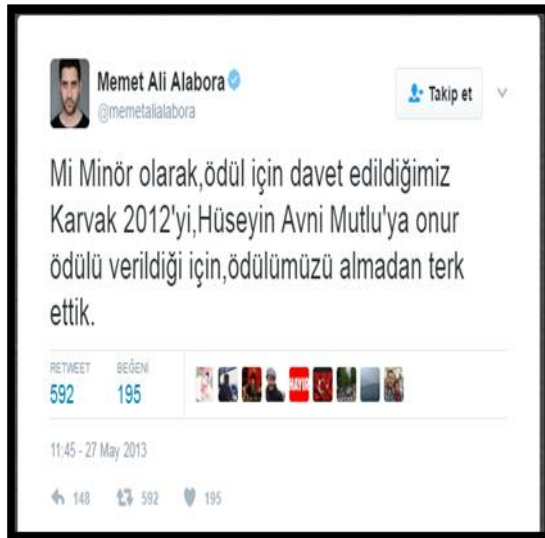 Memet Ali Alabora
@memetalialabora
Takip et
Mi Minör olarak,ödül için davet edildiğimiz
Karvak 2012'yi,Hüseyin Avni Mutlu'ya onur
ödülü verildiği için,ödülümüzü almadan terk
ettik.
RETWEET BEĞENİ
592 195
HAYIR
11:45 - 27 May 2013
148 592 195